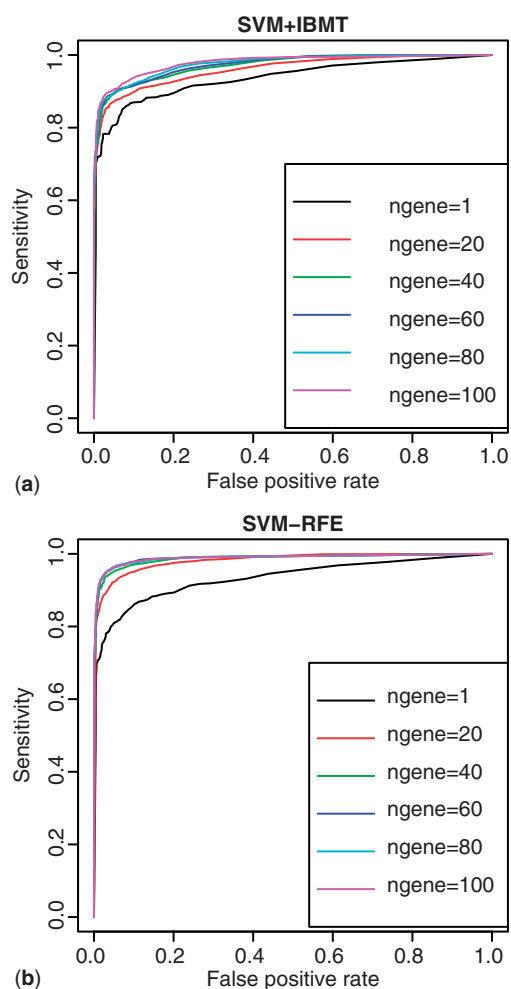 SVM+IBMT
Sensitivity
1.0
0.8
0.6
0.4
0.2
0.0
ngene=1
ngene=20
ngene=40
ngene=60
ngene=80
ngene=100
0.0 0.2 0.4 0.6 0.8 1.0
False positive rate
(a)
SVM−RFE
Sensitivity
1.0
0.8
0.6
0.4
0.2
0.0
ngene=1
ngene=20
ngene=40
ngene=60
ngene=80
ngene=100
0.0 0.2 0.4 0.6 0.8 1.0
False positive rate
(b)